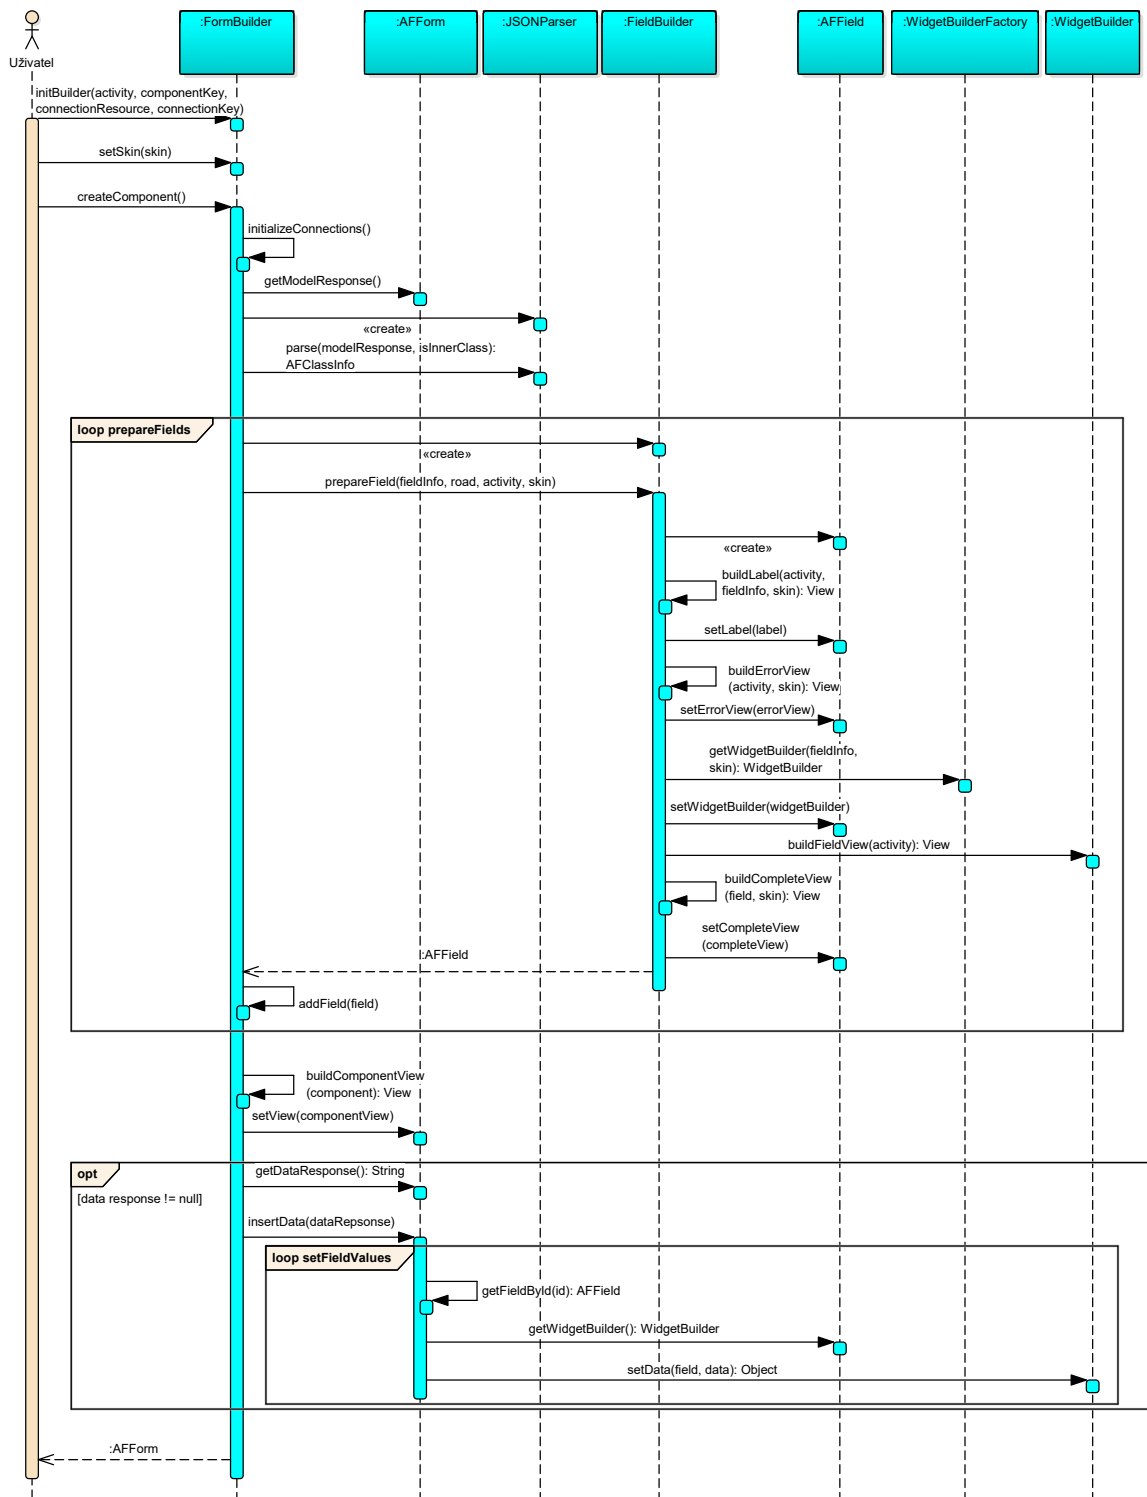 :FormBuilder
:AFForm
:JSONParser
:FieldBuilder
:AFField
:WidgetBuilderFactory
:WidgetBuilder
Uživatel
initBuilder(activity, componentKey,
connectionResource, connectionKey)
setSkin(skin)
createComponent()
initializeConnections()
getModelResponse()
«create»
parse(modelResponse, isInnerClass):
AFClassInfo
loop prepareFields
«create»
prepareField(fieldInfo, road, activity, skin)
«create»
buildLabel(activity,
fieldInfo, skin): View
setLabel(label)
buildErrorView
(activity, skin): View
setErrorView(errorView)
getWidgetBuilder(fieldInfo,
skin): WidgetBuilder
setWidgetBuilder(widgetBuilder)
buildFieldView(activity): View
buildCompleteView
(field, skin): View
setCompleteView
(completeView)
:AFField
addField(field)
buildComponentView
(component): View
setView(componentView)
opt
getDataResponse(): String
[data response != null]
insertData(dataRepsonse)
loop setFieldValues
getFieldById(id): AFField
getWidgetBuilder(): WidgetBuilder
setData(field, data): Object
:AFForm